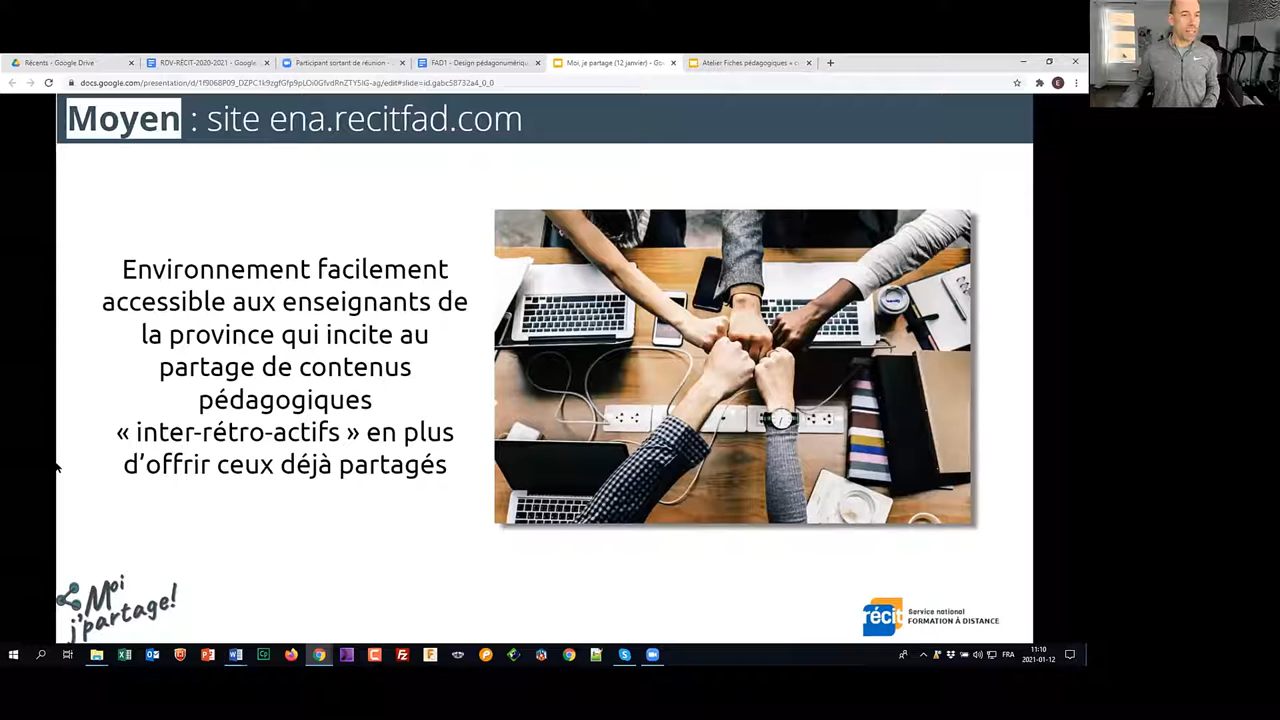 Récents - Google Drive
RDV-RÉCIT-2020-2021 - Google
Participant sortant de réunion -
FAD1 - Design pédagonumériqu
Moi, je partage (12 janvier) - Go
Atelier Fiches pédagogiques « c
Moyen : site ena.recitfad.com
Environnement facilement
accessible aux enseignants de
la province qui incite au
partage de contenus
pédagogiques
« inter-rétro-actifs » en plus
d’offrir ceux déjà partagés
Moi
j'partage!
récit
Service national
FORMATION À DISTANCE
FRA
11:10
2021-01-12